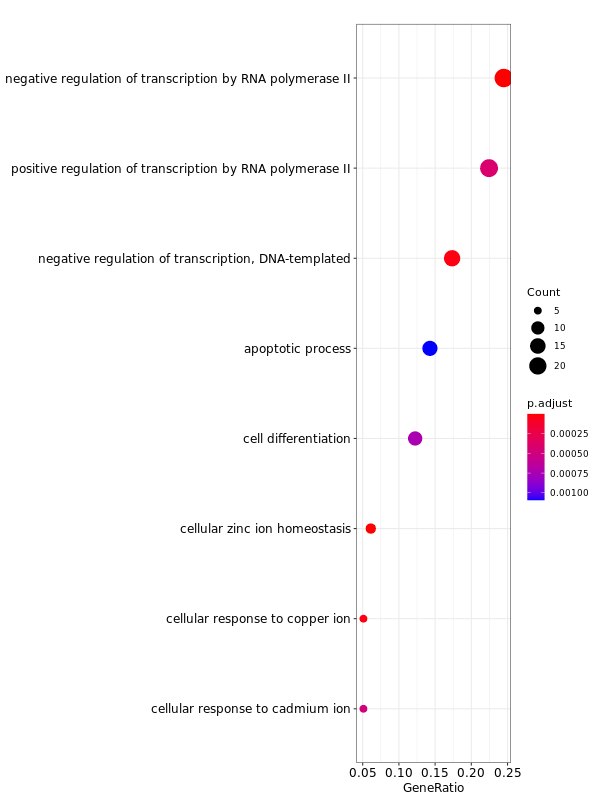 negative regulation of transcription by RNA polymerase II
positive regulation of transcription by RNA polymerase II
negative regulation of transcription, DNA-templated
apoptotic process
cell differentiation
cellular zinc ion homeostasis
cellular response to copper ion
cellular response to cadmium ion
0.05 0.10 0.15 0.20 0.25
GeneRatio
Count
5
10
15
20
p.adjust
0.00025
0.00050
0.00075
0.00100